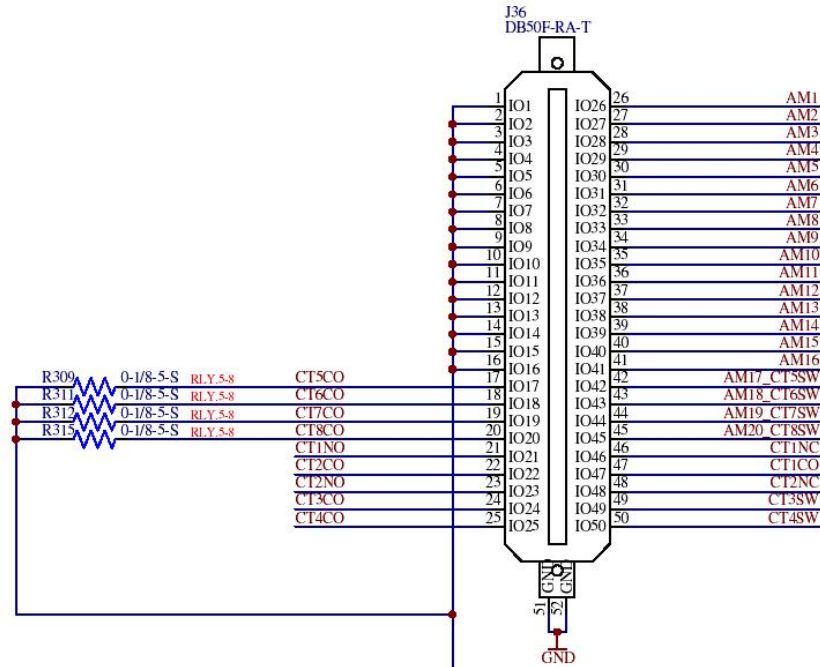 J36
DB50F-RA-T
1 IO1 IO26 26 AM1
2 IO2 IO27 27 AM2
3 IO3 IO28 28 AM3
4 IO4 IO29 29 AM4
5 IO5 IO30 30 AM5
6 IO6 IO31 31 AM6
7 IO7 IO32 32 AM7
8 IO8 IO33 33 AM8
9 IO9 IO34 34 AM9
10 IO10 IO35 35 AM10
11 IO11 IO36 36 AM11
12 IO12 IO37 37 AM12
13 IO13 IO38 38 AM13
14 IO14 IO39 39 AM14
15 IO15 IO40 40 AM15
16 IO16 IO41 41 AM16
R309 0-1/8-5-S RLY.5-8 CT5CO 17 IO17 IO42 42 AM17_CT5SW
R311 0-1/8-5-S RLY.5-8 CT6CO 18 IO18 IO43 43 AM18_CT6SW
R312 0-1/8-5-S RLY.5-8 CT7CO 19 IO19 IO44 44 AM19_CT7SW
R315 0-1/8-5-S RLY.5-8 CT8CO 20 IO20 IO45 45 AM20_CT8SW
CT1NO 21 IO21 IO46 46 CT1NC
CT2CO 22 IO22 IO47 47 CT1CO
CT2NO 23 IO23 IO48 48 CT2NC
CT3CO 24 IO24 IO49 49 CT3SW
CT4CO 25 IO25 IO50 50 CT4SW
GND GND
51 52
GND